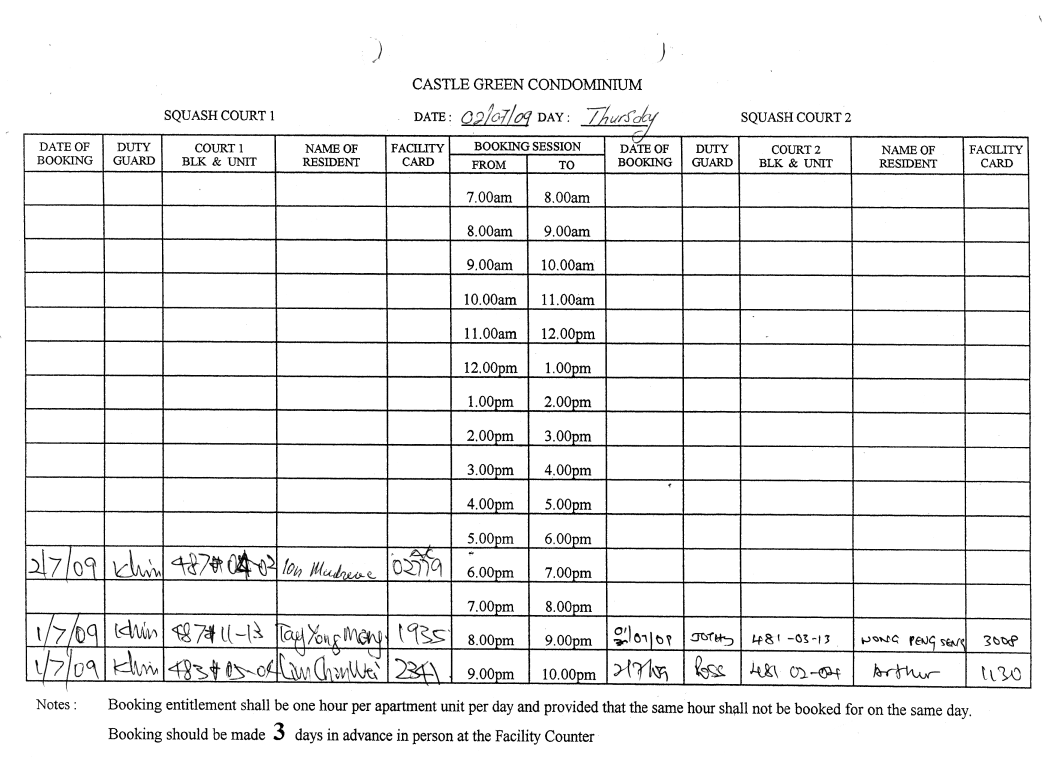 CASTLE GREEN CONDOMINIUM
SQUASH COURT 1 DATE: 02/07/09 DAY: Thursday SQUASH COURT 2
DATE OF BOOKING DUTY GUARD COURT 1 BLK & UNIT NAME OF RESIDENT FACILITY CARD BOOKING SESSION FROM TO DATE OF BOOKING DUTY GUARD COURT 2 BLK & UNIT NAME OF RESIDENT FACILITY CARD
7.00am 8.00am
8.00am 9.00am
9.00am 10.00am
10.00am 11.00am
11.00am 12.00pm
12.00pm 1.00pm
1.00pm 2.00pm
2.00pm 3.00pm
3.00pm 4.00pm
4.00pm 5.00pm
5.00pm 6.00pm
2/7/09 Khin 487# Ion 02779 6.00pm 7.00pm
7.00pm 8.00pm
1/7/09 Khin 487#11-13 Tay Yong Meng 1935 8.00pm 9.00pm /07/09 481-03-13 WONG PENG SENG 3008
1/7/09 Khin 483#05-04 Lim Chon Wei 2341 9.00pm 10.00pm 2/7/09 Ross 481 02-04 Arthur 1130
Notes : Booking entitlement shall be one hour per apartment unit per day and provided that the same hour shall not be booked for on the same day.
Booking should be made 3 days in advance in person at the Facility Counter